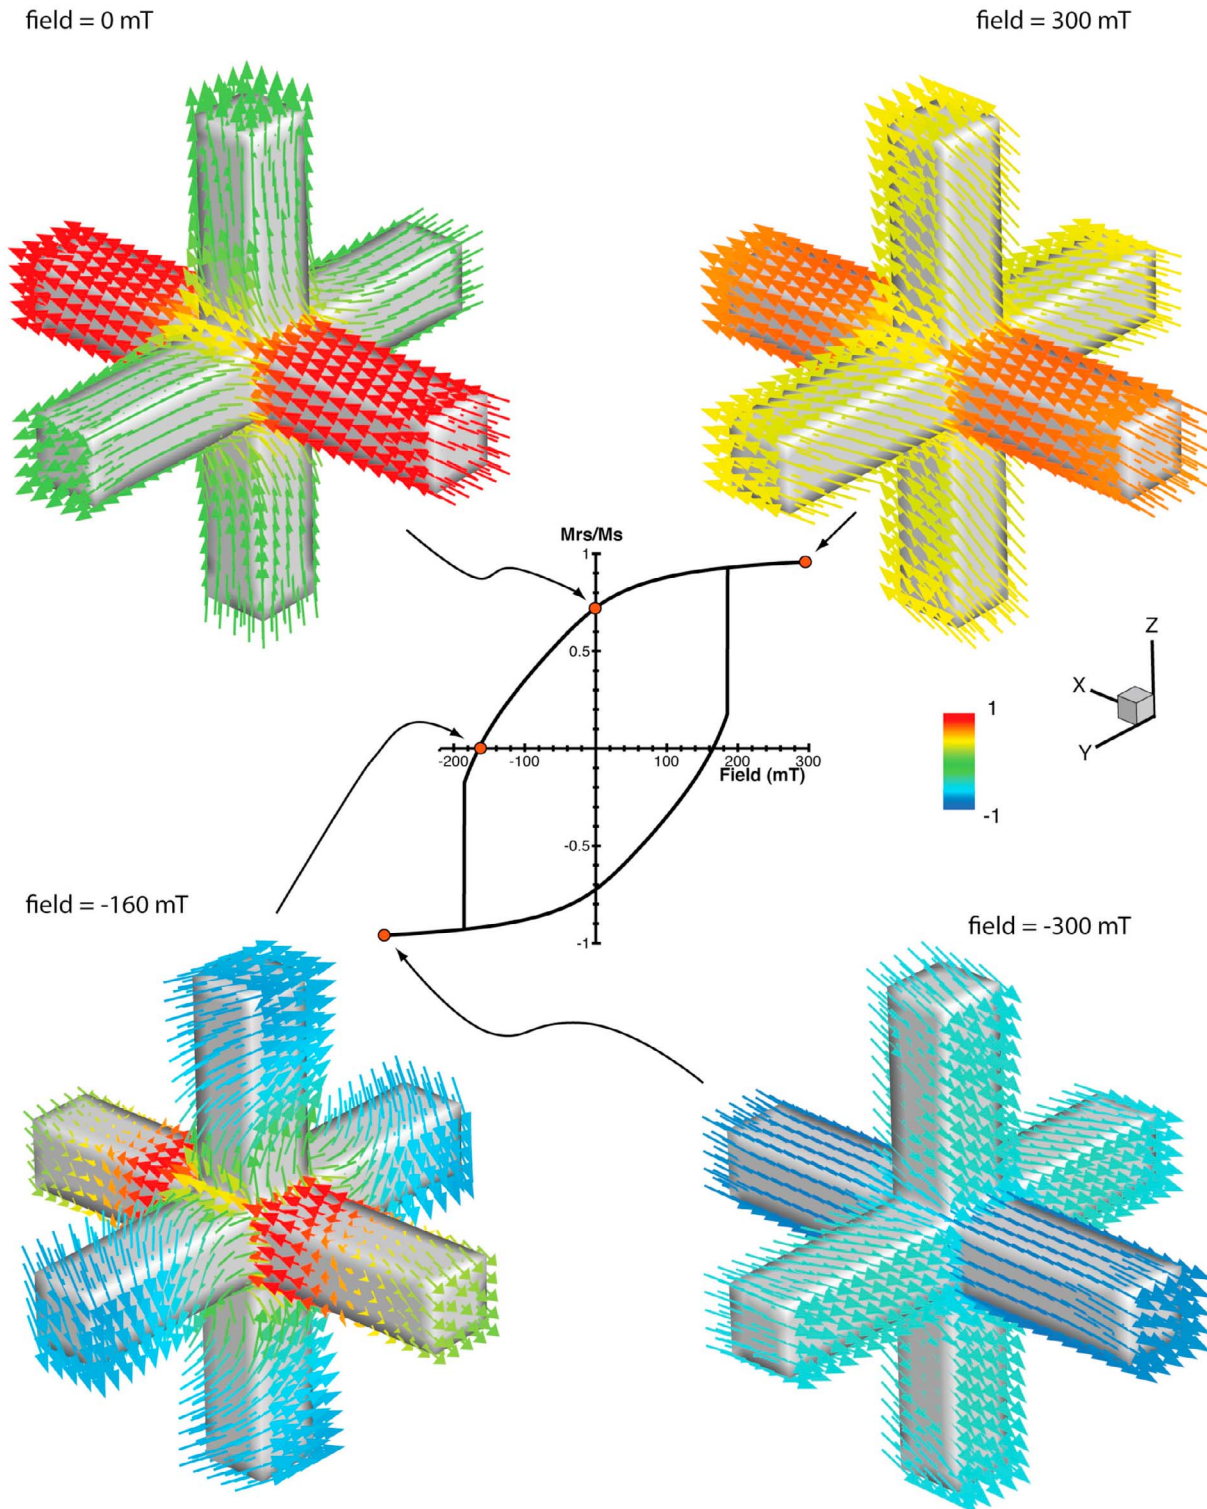 field = 0 mT
field = 300 mT
Mrs/Ms
1
0.5
-200 -100 100 200 300
Field (mT)
-0.5
-1
Z
X
Y
1
-1
field = -160 mT
field = -300 mT